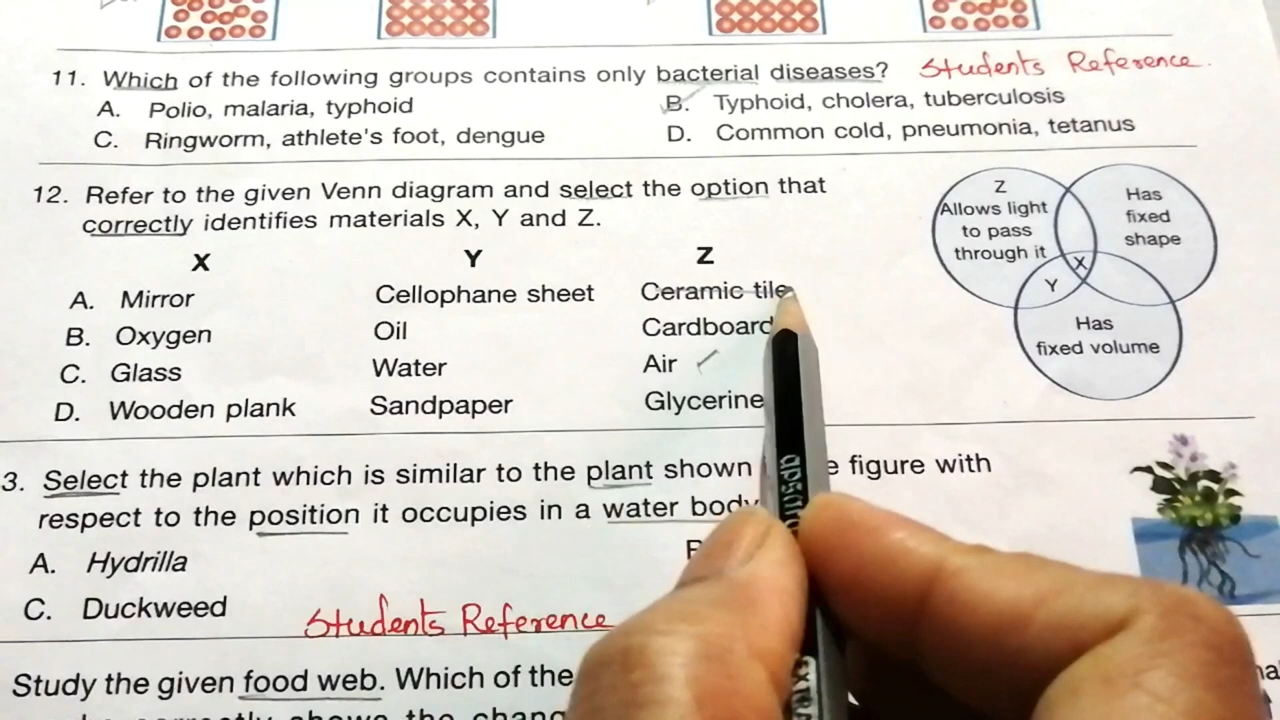 11. Which of the following groups contains only bacterial diseases? Students Reference.
A. Polio, malaria, typhoid
B. Typhoid, cholera, tuberculosis
C. Ringworm, athlete's foot, dengue
D. Common cold, pneumonia, tetanus
12. Refer to the given Venn diagram and select the option that
correctly identifies materials X, Y and Z.
X Y Z
A. Mirror Cellophane sheet Ceramic tile
B. Oxygen Oil Cardboard
C. Glass Water Air
D. Wooden plank Sandpaper Glycerine
Z
Allows light
to pass
through it
Has
fixed
shape
X
Y
Has
fixed volume
3. Select the plant which is similar to the plant shown figure with
respect to the position it occupies in a water body
A. Hydrilla
C. Duckweed
Students Reference
Study the given food web. Which of the
apsara